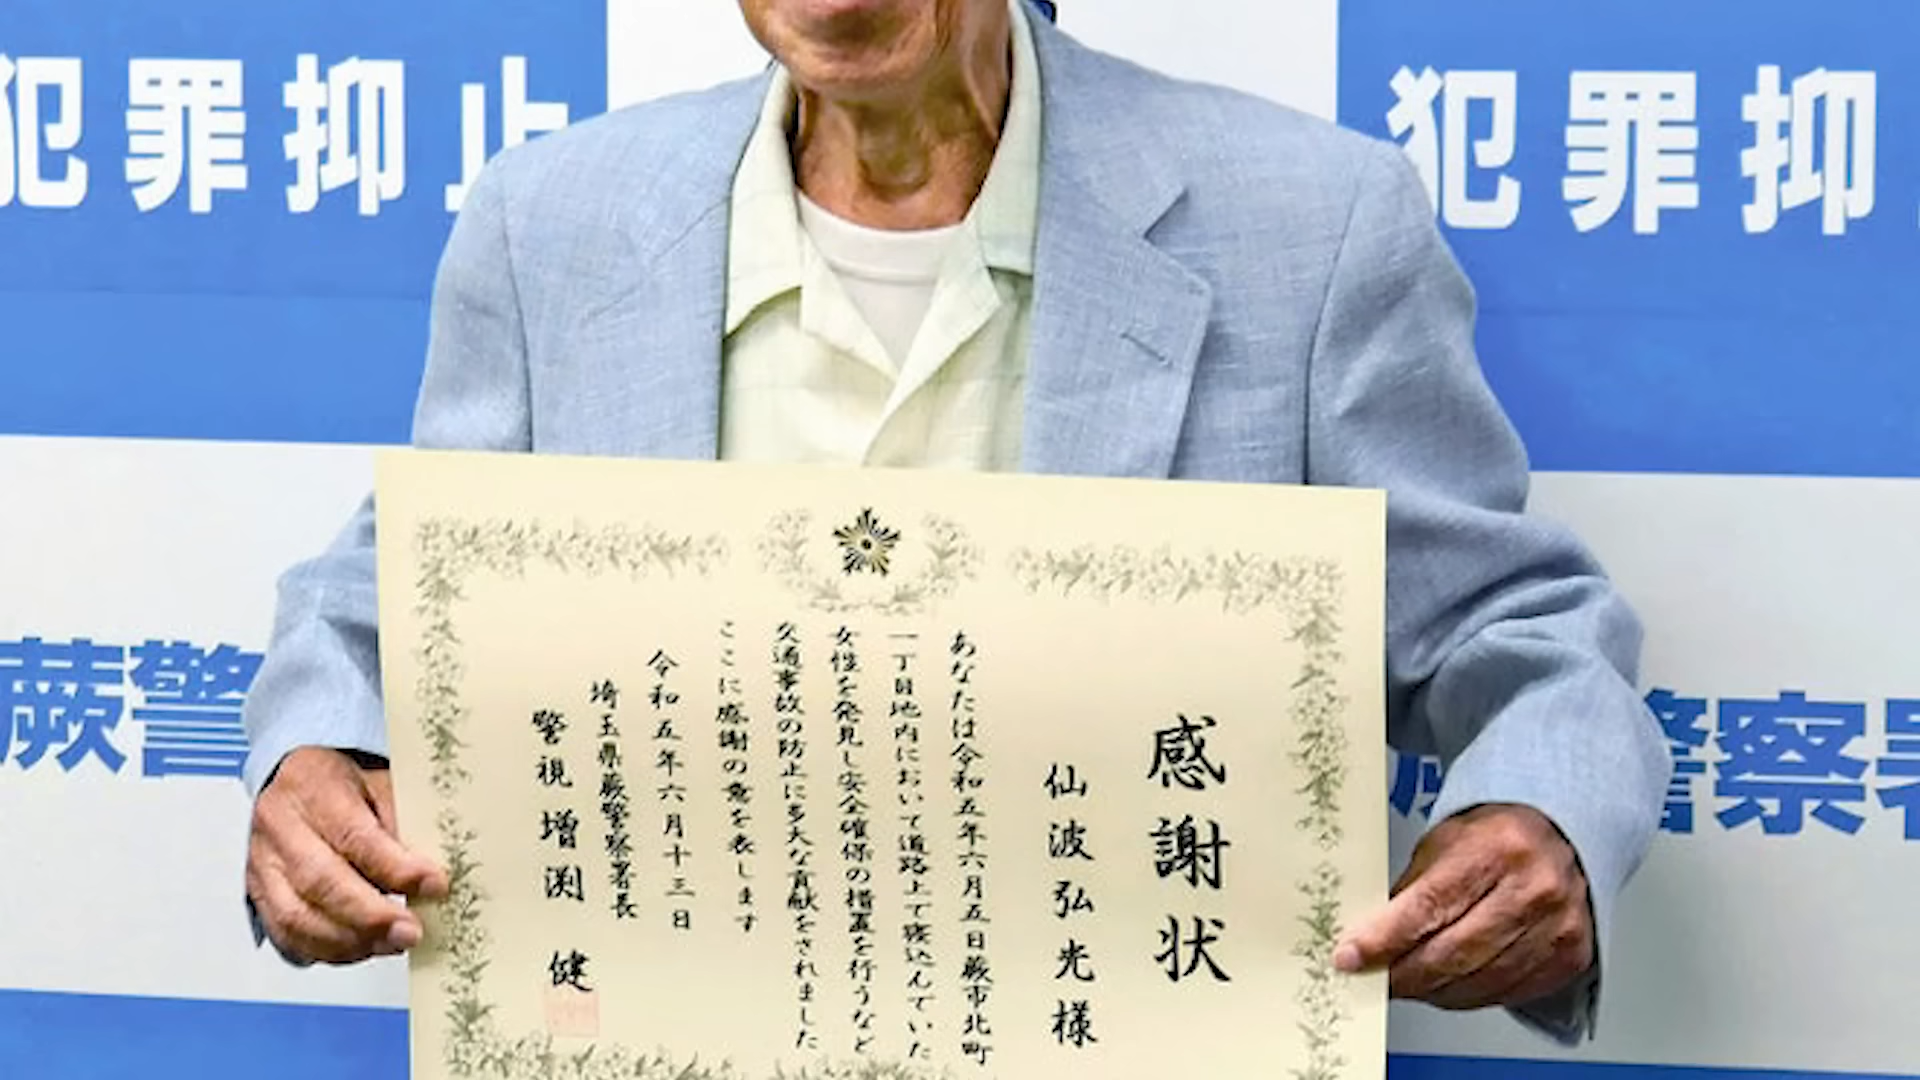 犯罪抑止
犯罪抑
蕨警
警察署
感謝状
仙波弘光様
あなたは令和五年六月五日蕨市北町
一丁目地内において道路上で寝込んでいた
女性を発見し安全確保の措置を行うなど
交通事故の防止に多大な貢献をされました
ここに感謝の意を表します
令和五年六月十三日
埼玉県蕨警察署長
警視増渕 健